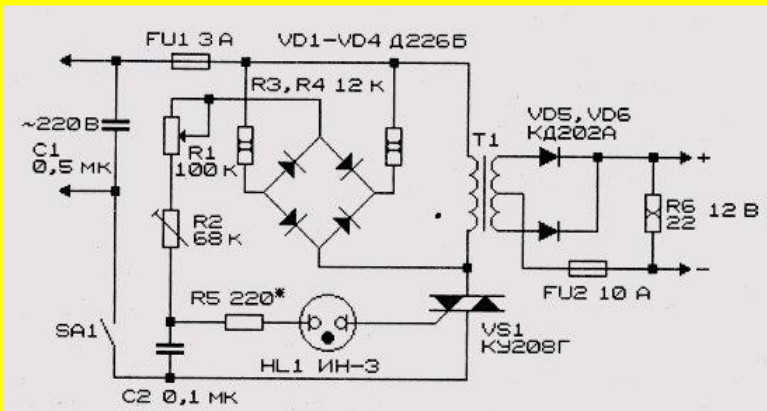 FU1 3 А
VD1-VD4 Д226Б
R3, R4 12 к
VD5, VD6
КД202А
~220 В
T1
+
C1
0,5 мк
R1
100 к
R6
22
12 В
R2
68 к
−
FU2 10 А
R5 220*
VS1
КУ208Г
SA1
HL1 ИН-3
C2 0,1 мк